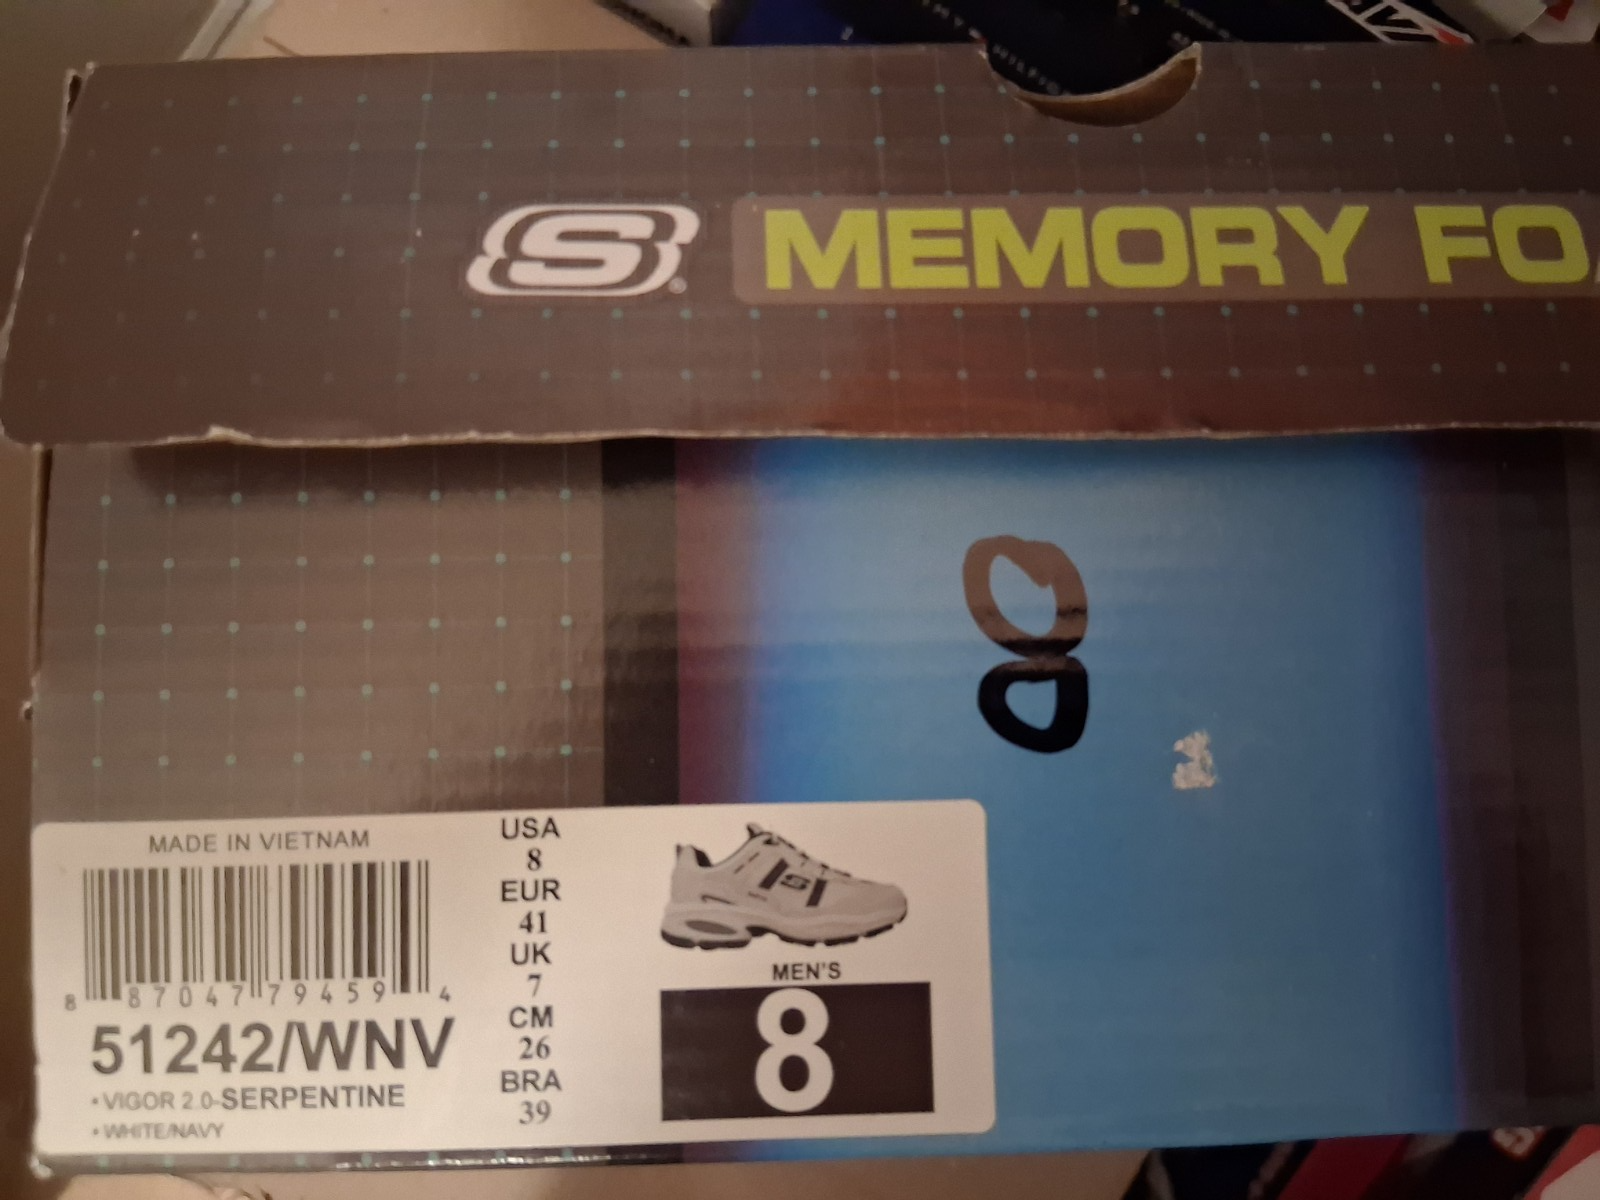 S®
MEMORY FO
8
MADE IN VIETNAM
8 87047 79459 4
51242/WNV
• VIGOR 2.0-SERPENTINE
• WHITE/NAVY
USA
8
EUR
41
UK
7
CM
26
BRA
39
S
MEN'S
8